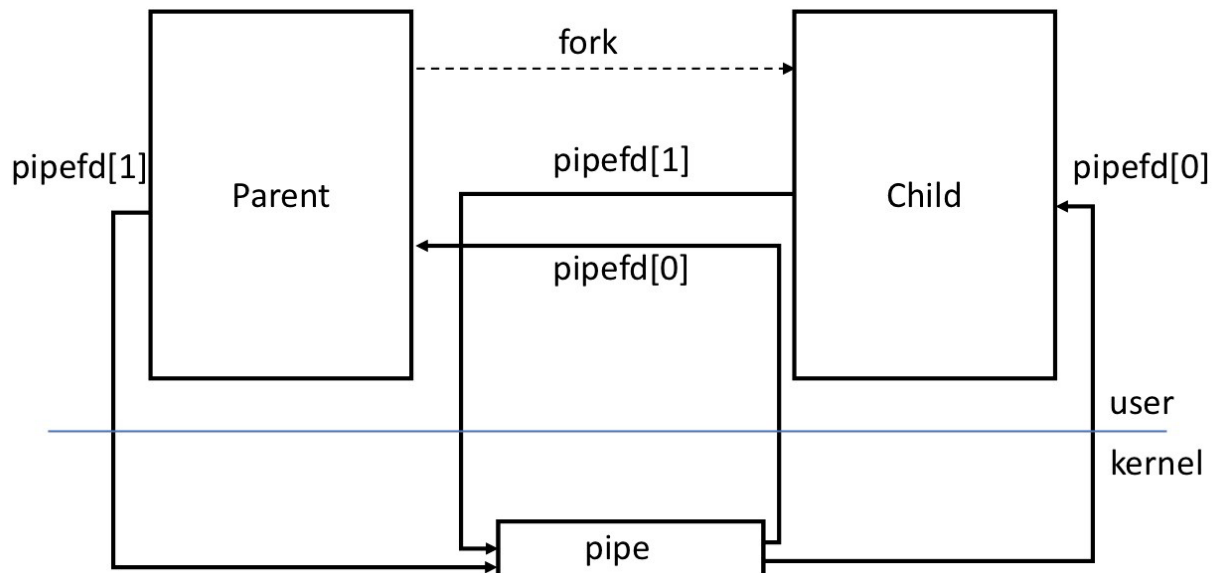 fork
pipefd[1]
pipefd[1]
pipefd[0]
Parent
Child
pipefd[0]
user
kernel
pipe